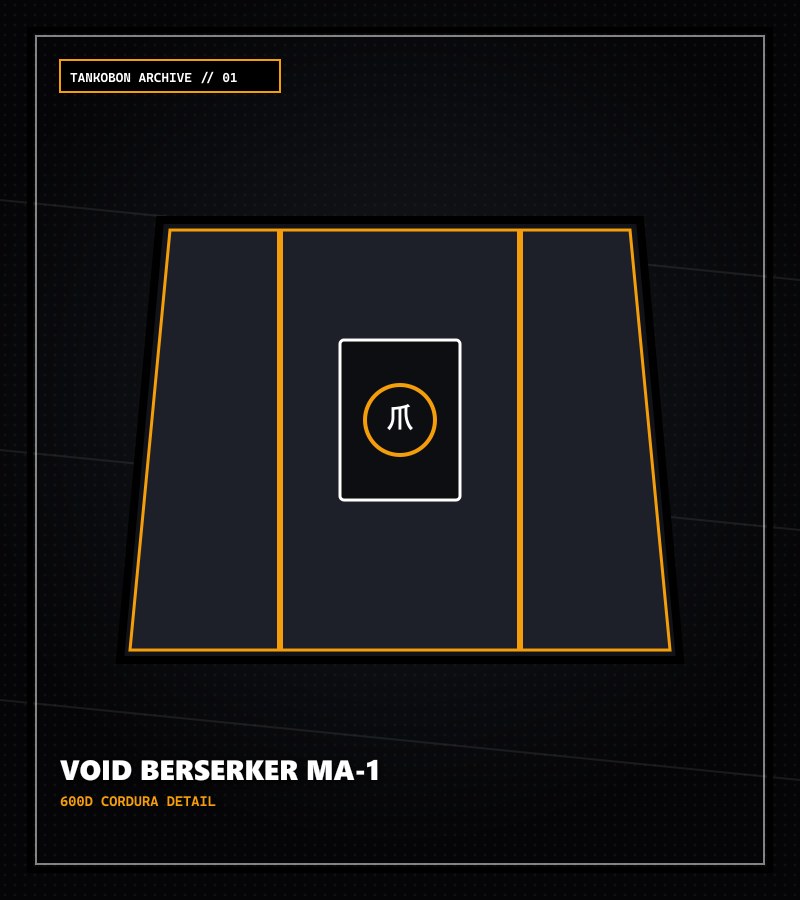 TANKOBON ARCHIVE // 01
爪
VOID BERSERKER MA-1
600D CORDURA DETAIL